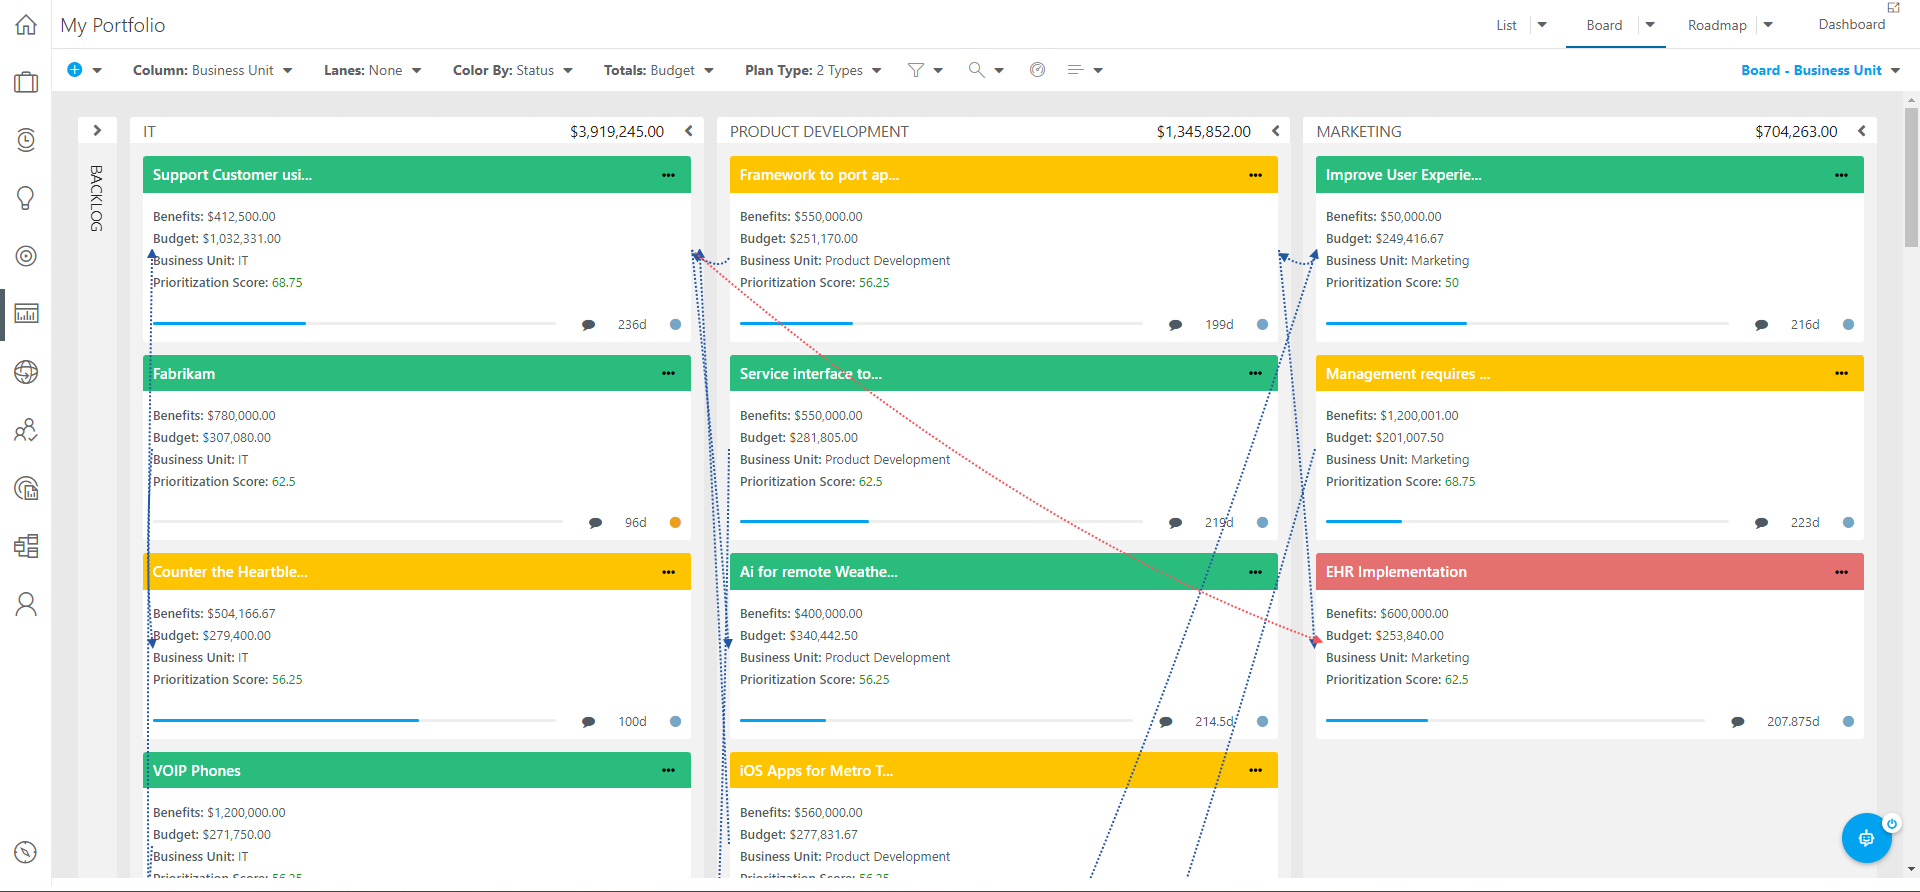 My Portfolio
List
Board
Roadmap
Dashboard
Column: Business Unit
Lanes: None
Color By: Status
Totals: Budget
Plan Type: 2 Types
Board - Business Unit
BACKLOG
IT
$3,919,245.00
Support Customer usi...
Benefits: $412,500.00
Budget: $1,032,331.00
Business Unit: IT
Prioritization Score: 68.75
236d
Fabrikam
Benefits: $780,000.00
Budget: $307,080.00
Business Unit: IT
Prioritization Score: 62.5
96d
Counter the Heartble...
Benefits: $504,166.67
Budget: $279,400.00
Business Unit: IT
Prioritization Score: 56.25
100d
VOIP Phones
Benefits: $1,200,000.00
Budget: $271,750.00
Business Unit: IT
Prioritization Score: 56.25
PRODUCT DEVELOPMENT
$1,345,852.00
Framework to port ap...
Benefits: $550,000.00
Budget: $251,170.00
Business Unit: Product Development
Prioritization Score: 56.25
199d
Service interface to...
Benefits: $550,000.00
Budget: $281,805.00
Business Unit: Product Development
Prioritization Score: 62.5
219d
Ai for remote Weathe...
Benefits: $400,000.00
Budget: $340,442.50
Business Unit: Product Development
Prioritization Score: 56.25
214.5d
iOS Apps for Metro T...
Benefits: $560,000.00
Budget: $277,831.67
Business Unit: Product Development
Prioritization Score: 56.25
MARKETING
$704,263.00
Improve User Experie...
Benefits: $50,000.00
Budget: $249,416.67
Business Unit: Marketing
Prioritization Score: 50
216d
Management requires ...
Benefits: $1,200,001.00
Budget: $201,007.50
Business Unit: Marketing
Prioritization Score: 68.75
223d
EHR Implementation
Benefits: $600,000.00
Budget: $253,840.00
Business Unit: Marketing
Prioritization Score: 62.5
207.875d